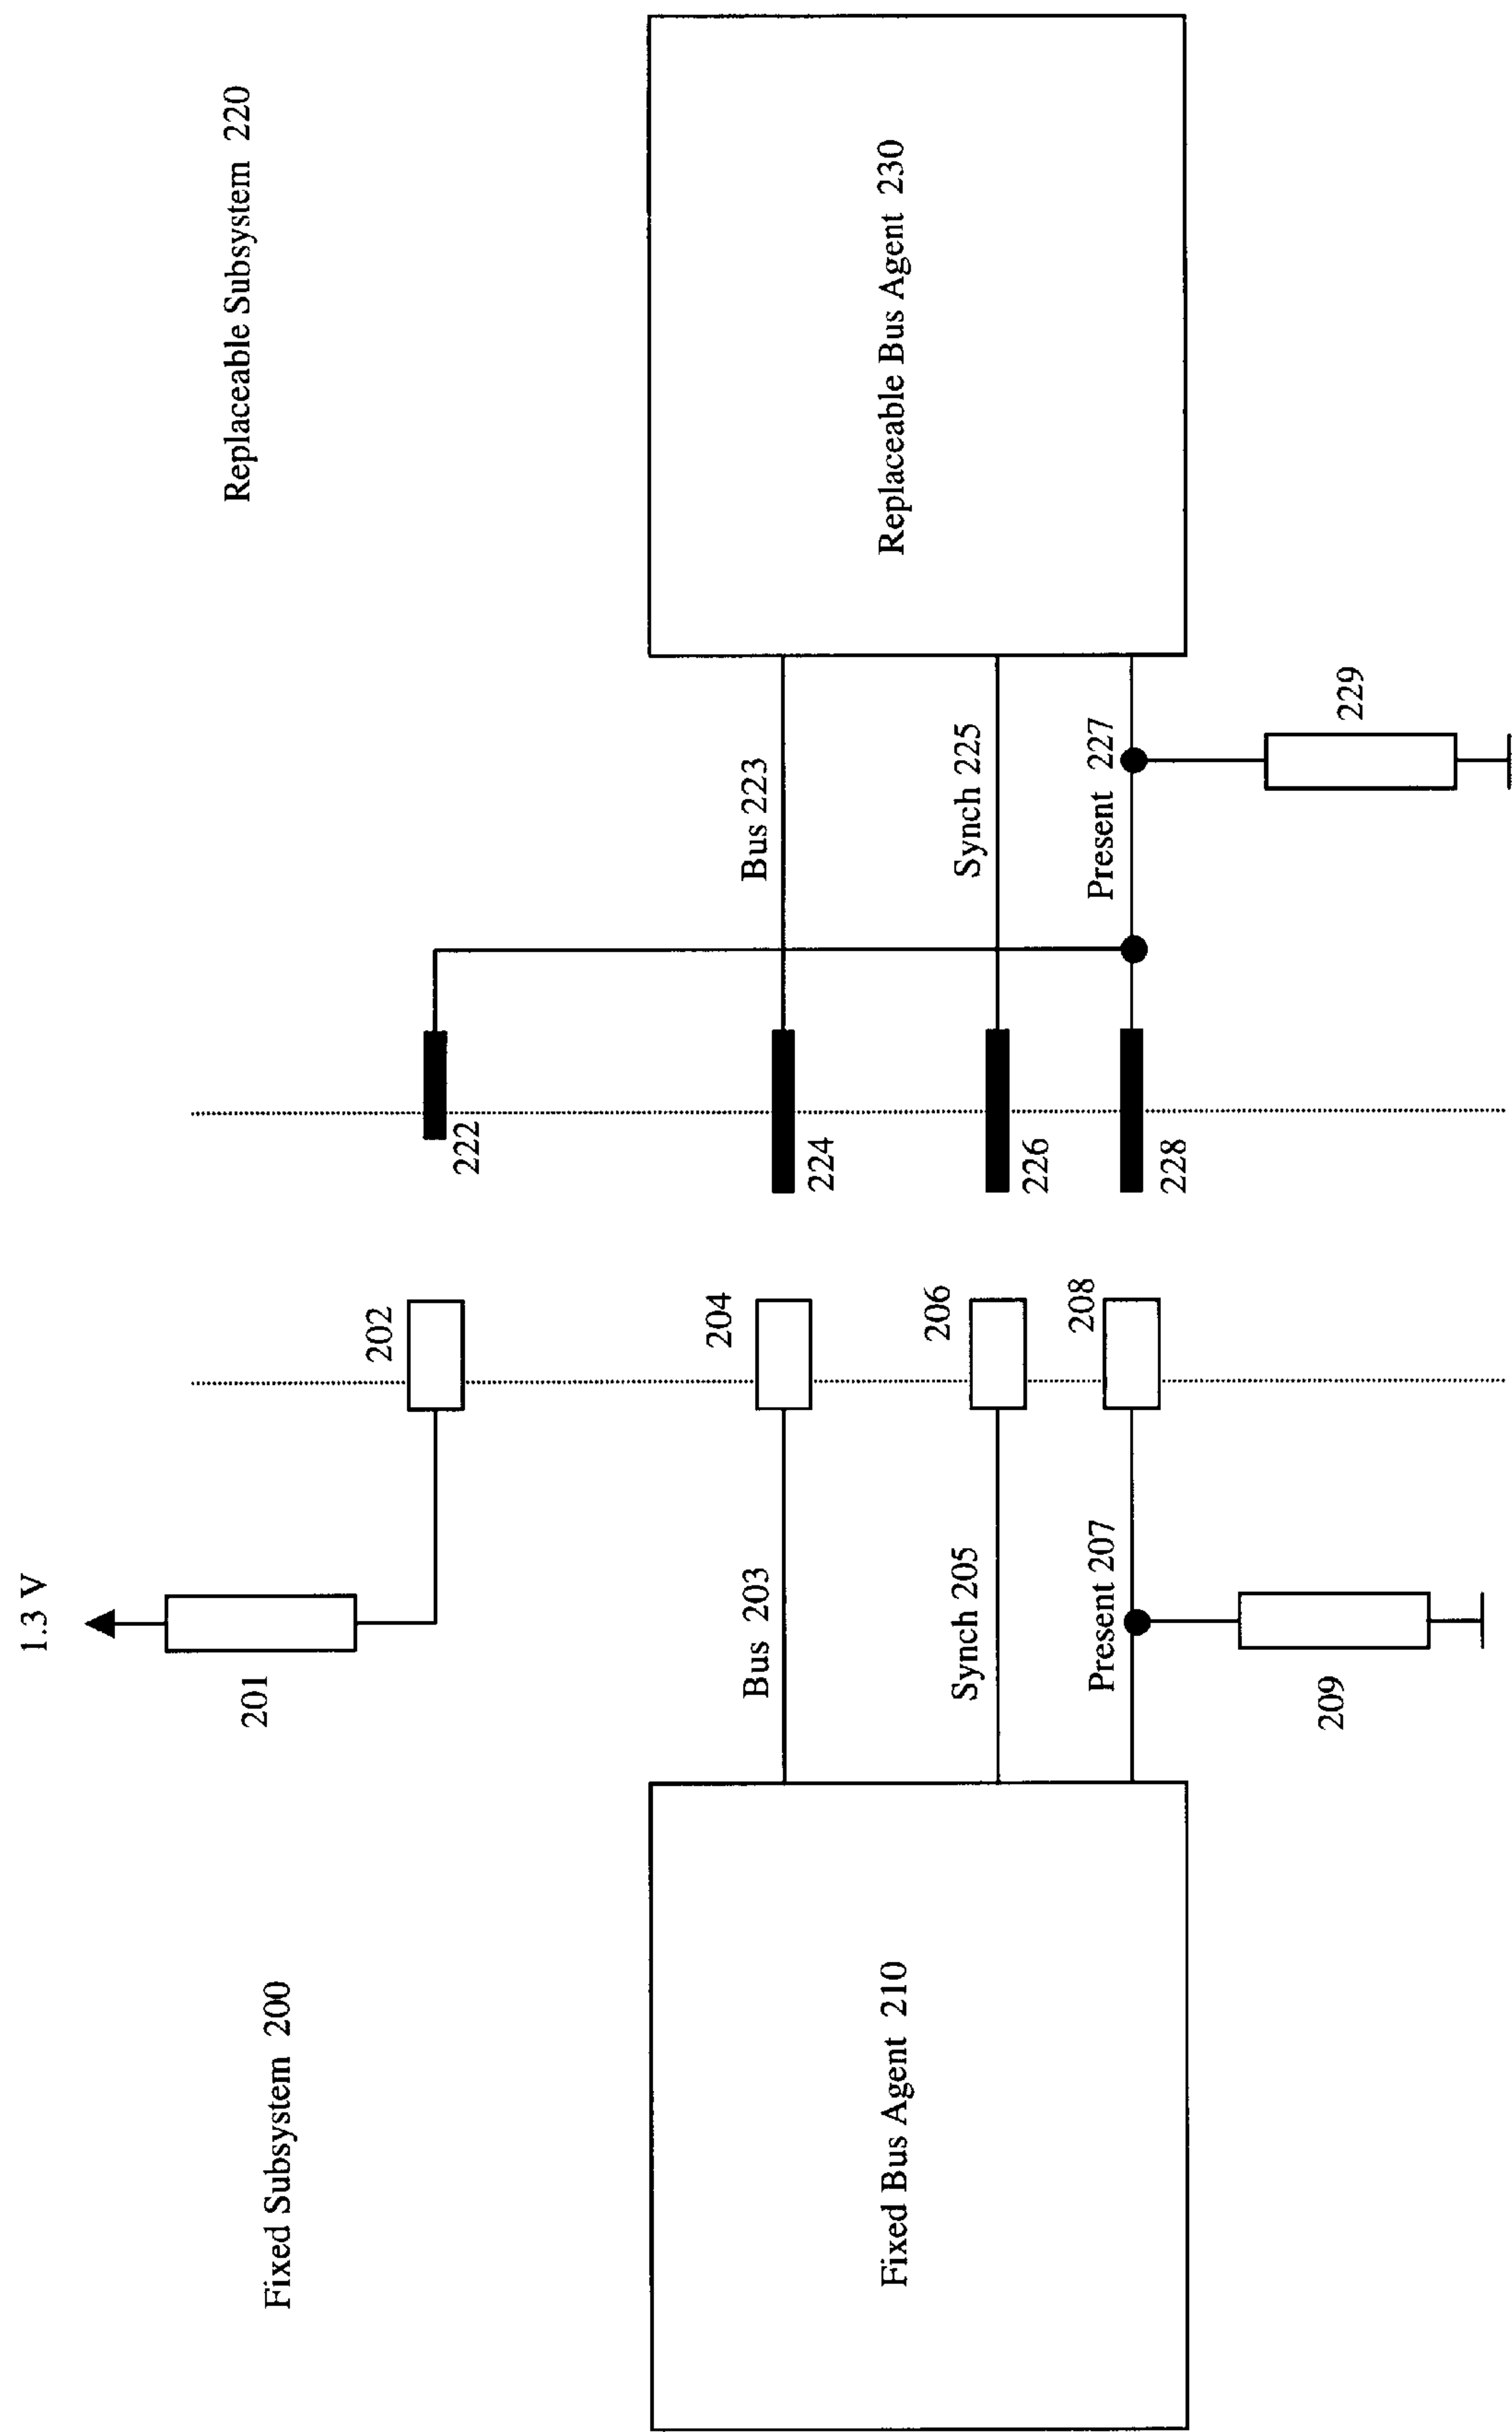 Fixed Subsystem  200
Replaceable Subsystem  220
1.3 V
201
202
222
Fixed Bus Agent  210
Bus  203
204
224
Bus 223
Replaceable Bus Agent  230
Synch 205
206
226
Synch 225
Present 207
208
228
Present  227
209
229